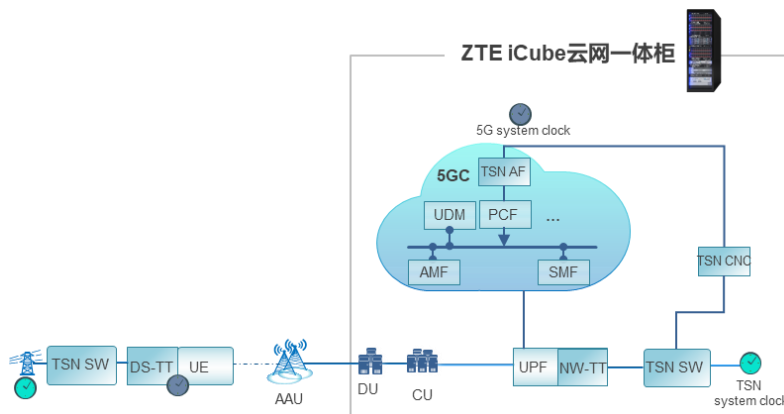 ZTE iCube云网一体柜
5G system clock
5GC
TSN AF
UDM
PCF
...
AMF
SMF
TSN CNC
TSN SW
DS-TT
UE
AAU
DU
CU
UPF
NW-TT
TSN SW
TSN
system clock